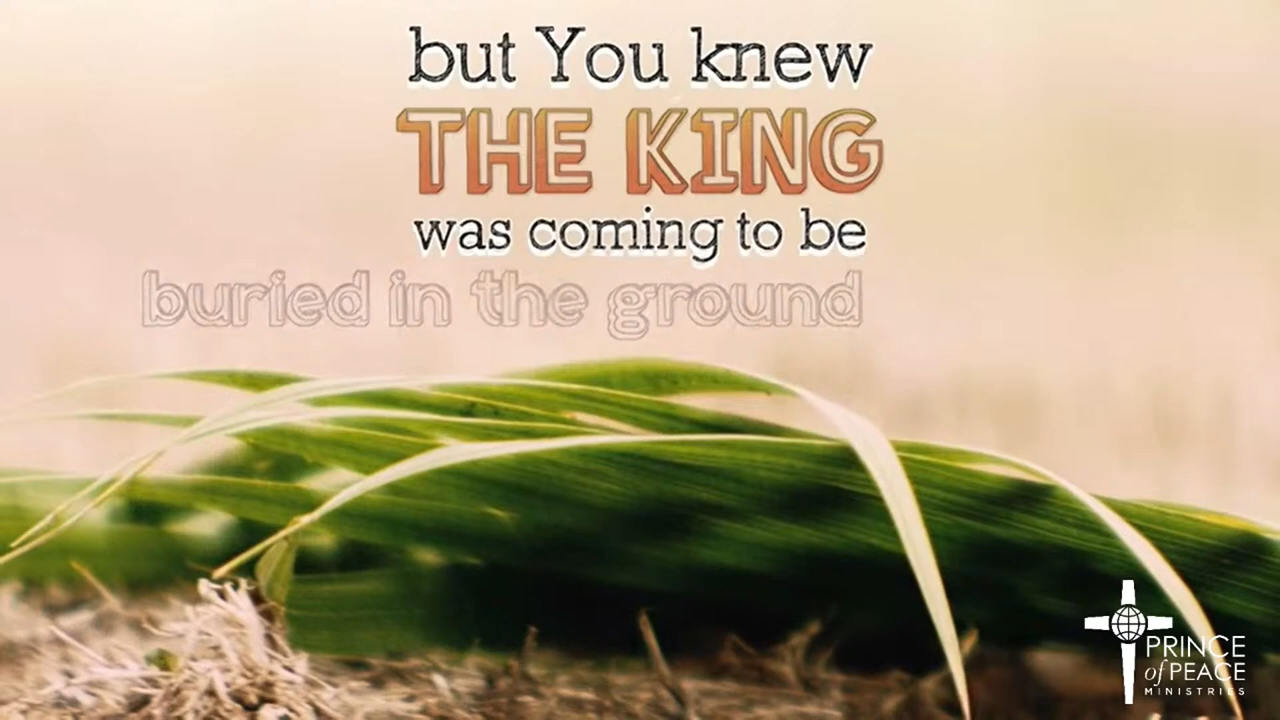 but You knew
THE KING
was coming to be
buried in the ground
PRINCE
of PEACE
MINISTRIES